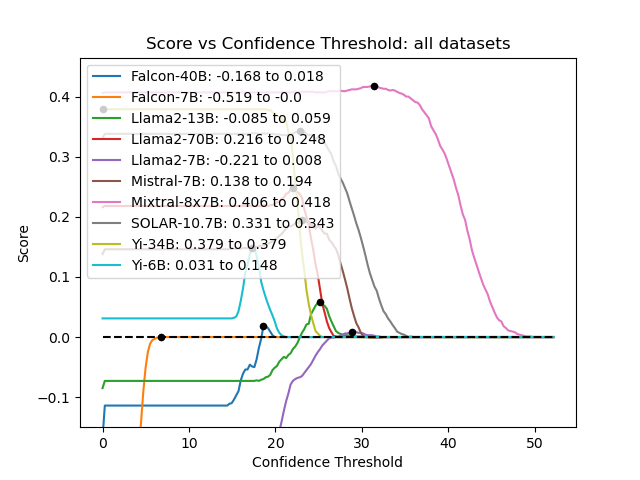 Score vs Confidence Threshold: all datasets
Falcon-40B: -0.168 to 0.018
Falcon-7B: -0.519 to -0.0
Llama2-13B: -0.085 to 0.059
Llama2-70B: 0.216 to 0.248
Llama2-7B: -0.221 to 0.008
Mistral-7B: 0.138 to 0.194
Mixtral-8x7B: 0.406 to 0.418
SOLAR-10.7B: 0.331 to 0.343
Yi-34B: 0.379 to 0.379
Yi-6B: 0.031 to 0.148
Score
0.4
0.3
0.2
0.1
0.0
−0.1
0 10 20 30 40 50
Confidence Threshold